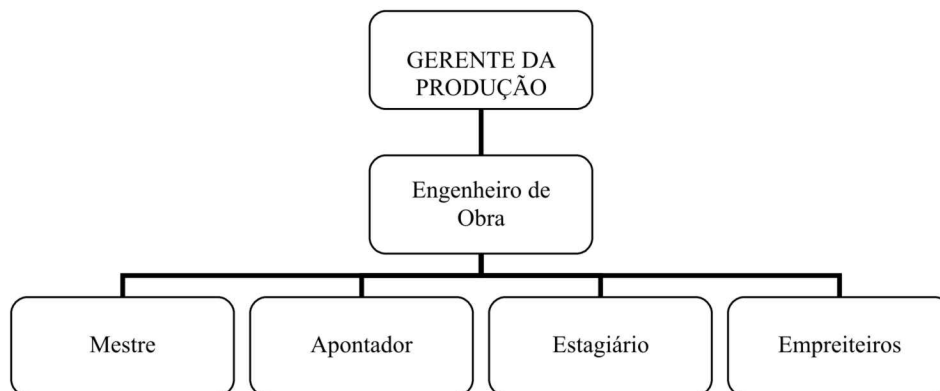 GERENTE DA
PRODUÇÃO
Engenheiro de
Obra
Mestre
Apontador
Estagiário
Empreiteiros